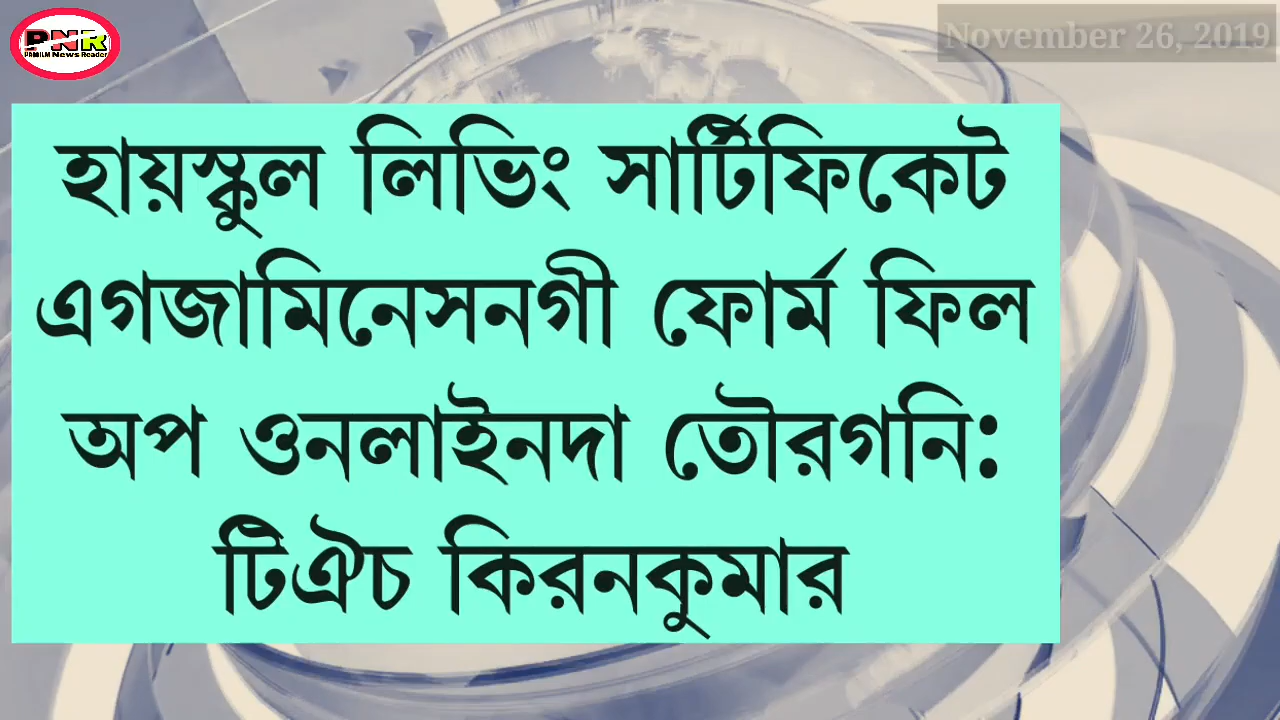 PNR
PAMILM News Reader
November 26, 2019
হায়স্কুল লিভিং সার্টিফিকেট
এগজামিনেসনগী ফোর্ম ফিল
অপ ওনলাইনদা তৌরগনি:
টিঐচ কিরনকুমার